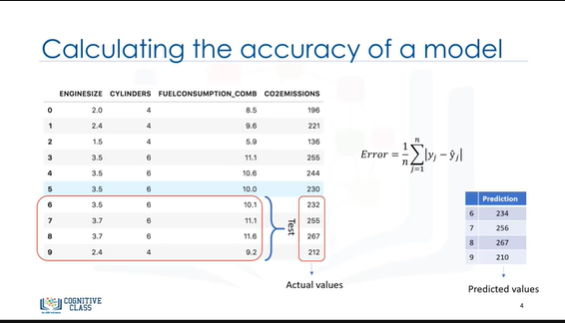 Calculating the accuracy of a model
ENGINESIZE CYLINDERS FUELCONSUMPTION_COMB CO2EMISSIONS
0 2.0 4 8.5 196
1 2.4 4 9.6 221
2 1.5 4 5.9 136
3 3.5 6 11.1 255
4 3.5 6 10.6 244
5 3.5 6 10.0 230
6 3.5 6 10.1 232
7 3.7 6 11.1 255
8 3.7 6 11.6 267
9 2.4 4 9.2 212
Test
Actual values
Error = 1/n ∑ⁿⱼ₌₁ |yⱼ − ŷⱼ|
Prediction
6 234
7 256
8 267
9 210
Predicted values
COGNITIVE
CLASS
4